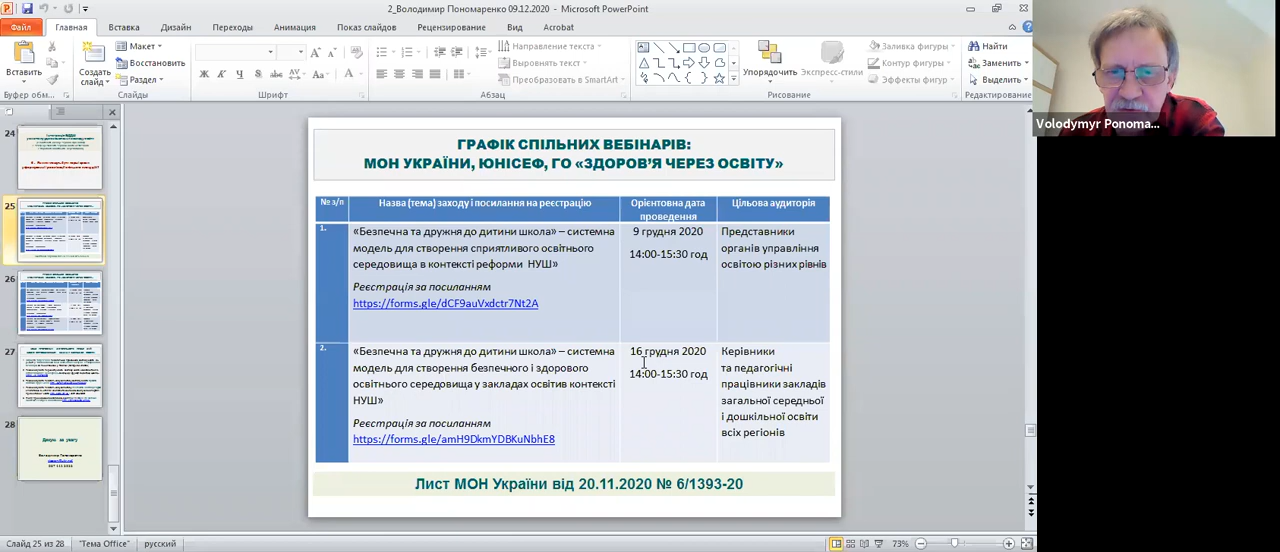 2_Володимир Пономаренко 09.12.2020 - Microsoft PowerPoint
Файл Главная Вставка Дизайн Переходы Анимация Показ слайдов Рецензирование Вид Acrobat
Вставить
Создать слайд
Макет
Восстановить
Раздел
Буфер обм...
Слайды
Шрифт
Направление текста
Выровнять текст
Преобразовать в SmartArt
Абзац
Упорядочить
Экспресс-стили
Заливка фигуры
Контур фигуры
Эффекты фигур
Рисование
Найти
Заменить
Выделить
Редактирование
Volodymyr Ponoma...
24
25
26
27
28
ГРАФІК СПІЛЬНИХ ВЕБІНАРІВ:
МОН УКРАЇНИ, ЮНІСЕФ, ГО «ЗДОРОВ’Я ЧЕРЕЗ ОСВІТУ»
№ з/п
Назва (тема) заходу і посилання на реєстрацію
Орієнтовна дата
проведення
Цільова аудиторія
1.
«Безпечна та дружня до дитини школа» – системна
модель для створення сприятливого освітнього
середовища в контексті реформи НУШ»
Реєстрація за посиланням
https://forms.gle/dCF9auVxdctr7Nt2A
9 грудня 2020
14:00-15:30 год
Представники
органів управління
освітою різних рівнів
2.
«Безпечна та дружня до дитини школа» – системна
модель для створення безпечного і здорового
освітнього середовища у закладах освітив контексті
НУШ»
Реєстрація за посиланням
https://forms.gle/amH9DkmYDBKuNbhE8
16 грудня 2020
14:00-15:30 год
Керівники
та педагогічні
працівники закладів
загальної середньої
і дошкільної освіти
всіх регіонів
Лист МОН України від 20.11.2020 № 6/1393-20
Слайд 25 из 28
"Тема Office"
русский
73%